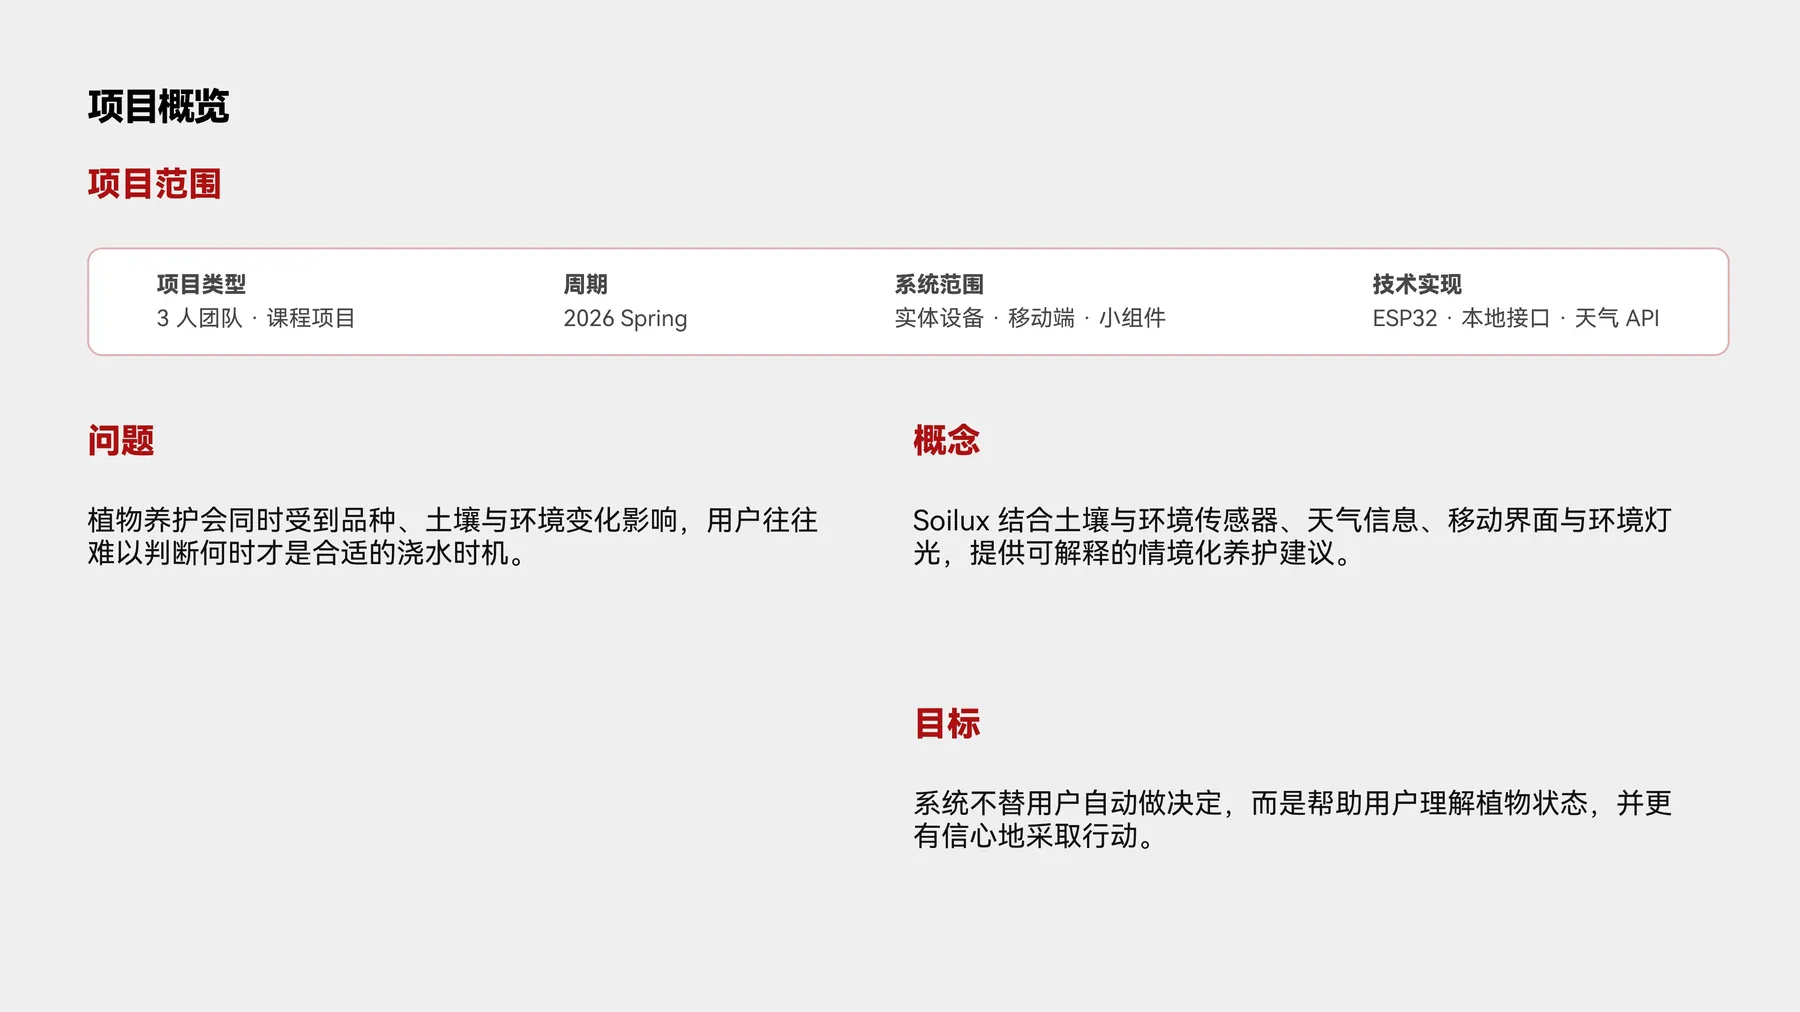 项目概览
项目范围
项目类型
3 人团队 · 课程项目
周期
2026 Spring
系统范围
实体设备 · 移动端 · 小组件
技术实现
ESP32 · 本地接口 · 天气 API
问题
植物养护会同时受到品种、土壤与环境变化影响，用户往往
难以判断何时才是合适的浇水时机。
概念
Soilux 结合土壤与环境传感器、天气信息、移动界面与环境灯
光，提供可解释的情境化养护建议。
目标
系统不替用户自动做决定，而是帮助用户理解植物状态，并更
有信心地采取行动。